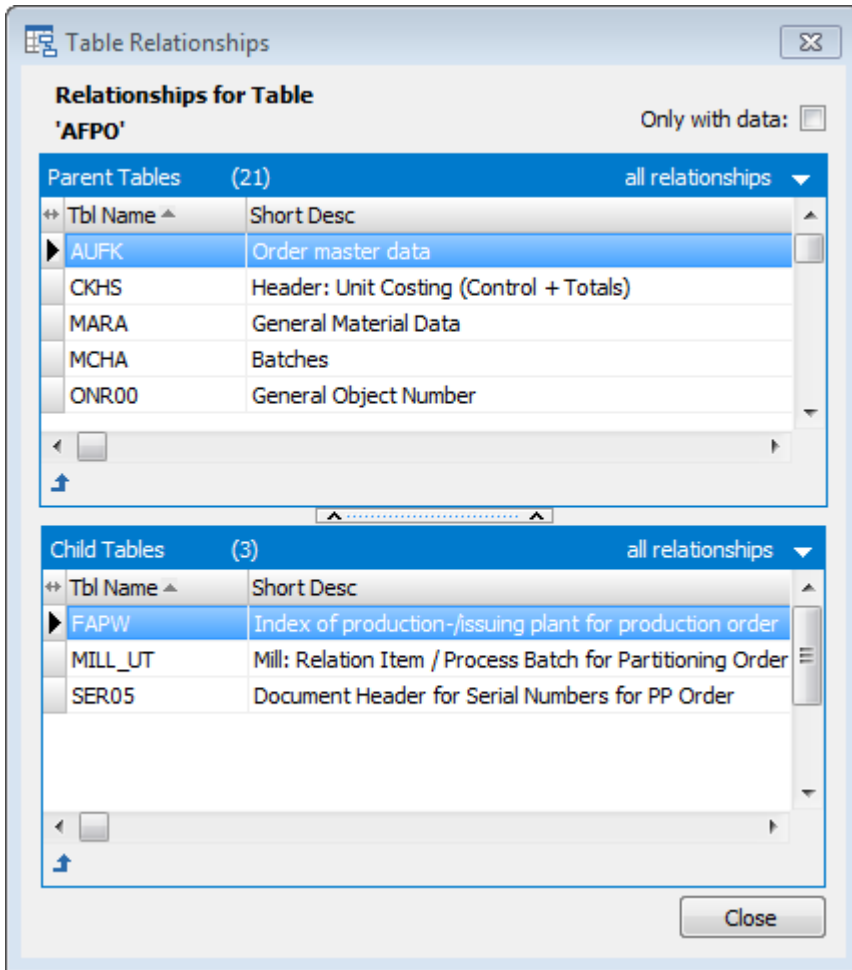 Table Relationships
Relationships for Table
'AFPO'
Only with data:
Parent Tables (21) all relationships
Tbl Name Short Desc
AUFK Order master data
CKHS Header: Unit Costing (Control + Totals)
MARA General Material Data
MCHA Batches
ONR00 General Object Number
Child Tables (3) all relationships
Tbl Name Short Desc
FAPW Index of production-/issuing plant for production order
MILL_UT Mill: Relation Item / Process Batch for Partitioning Order
SER05 Document Header for Serial Numbers for PP Order
Close